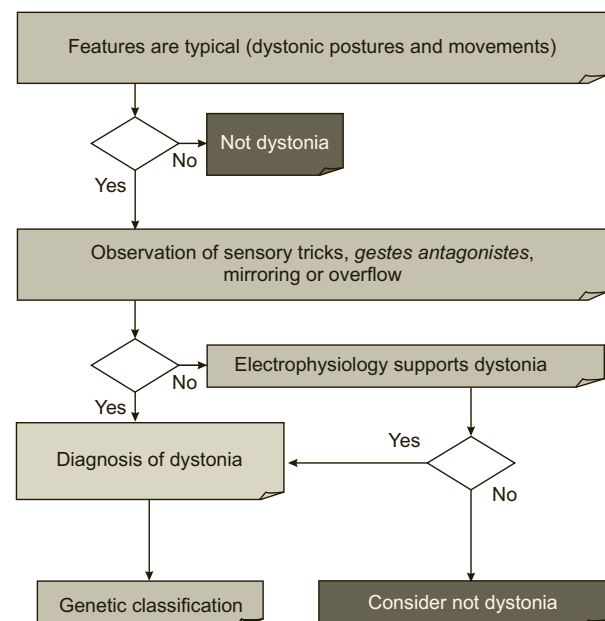 Features are typical (dystonic postures and movements)
No
Not dystonia
Yes
Observation of sensory tricks, gestes antagonistes,
mirroring or overflow
No
Electrophysiology supports dystonia
Yes
Diagnosis of dystonia
Yes
No
Genetic classification
Consider not dystonia